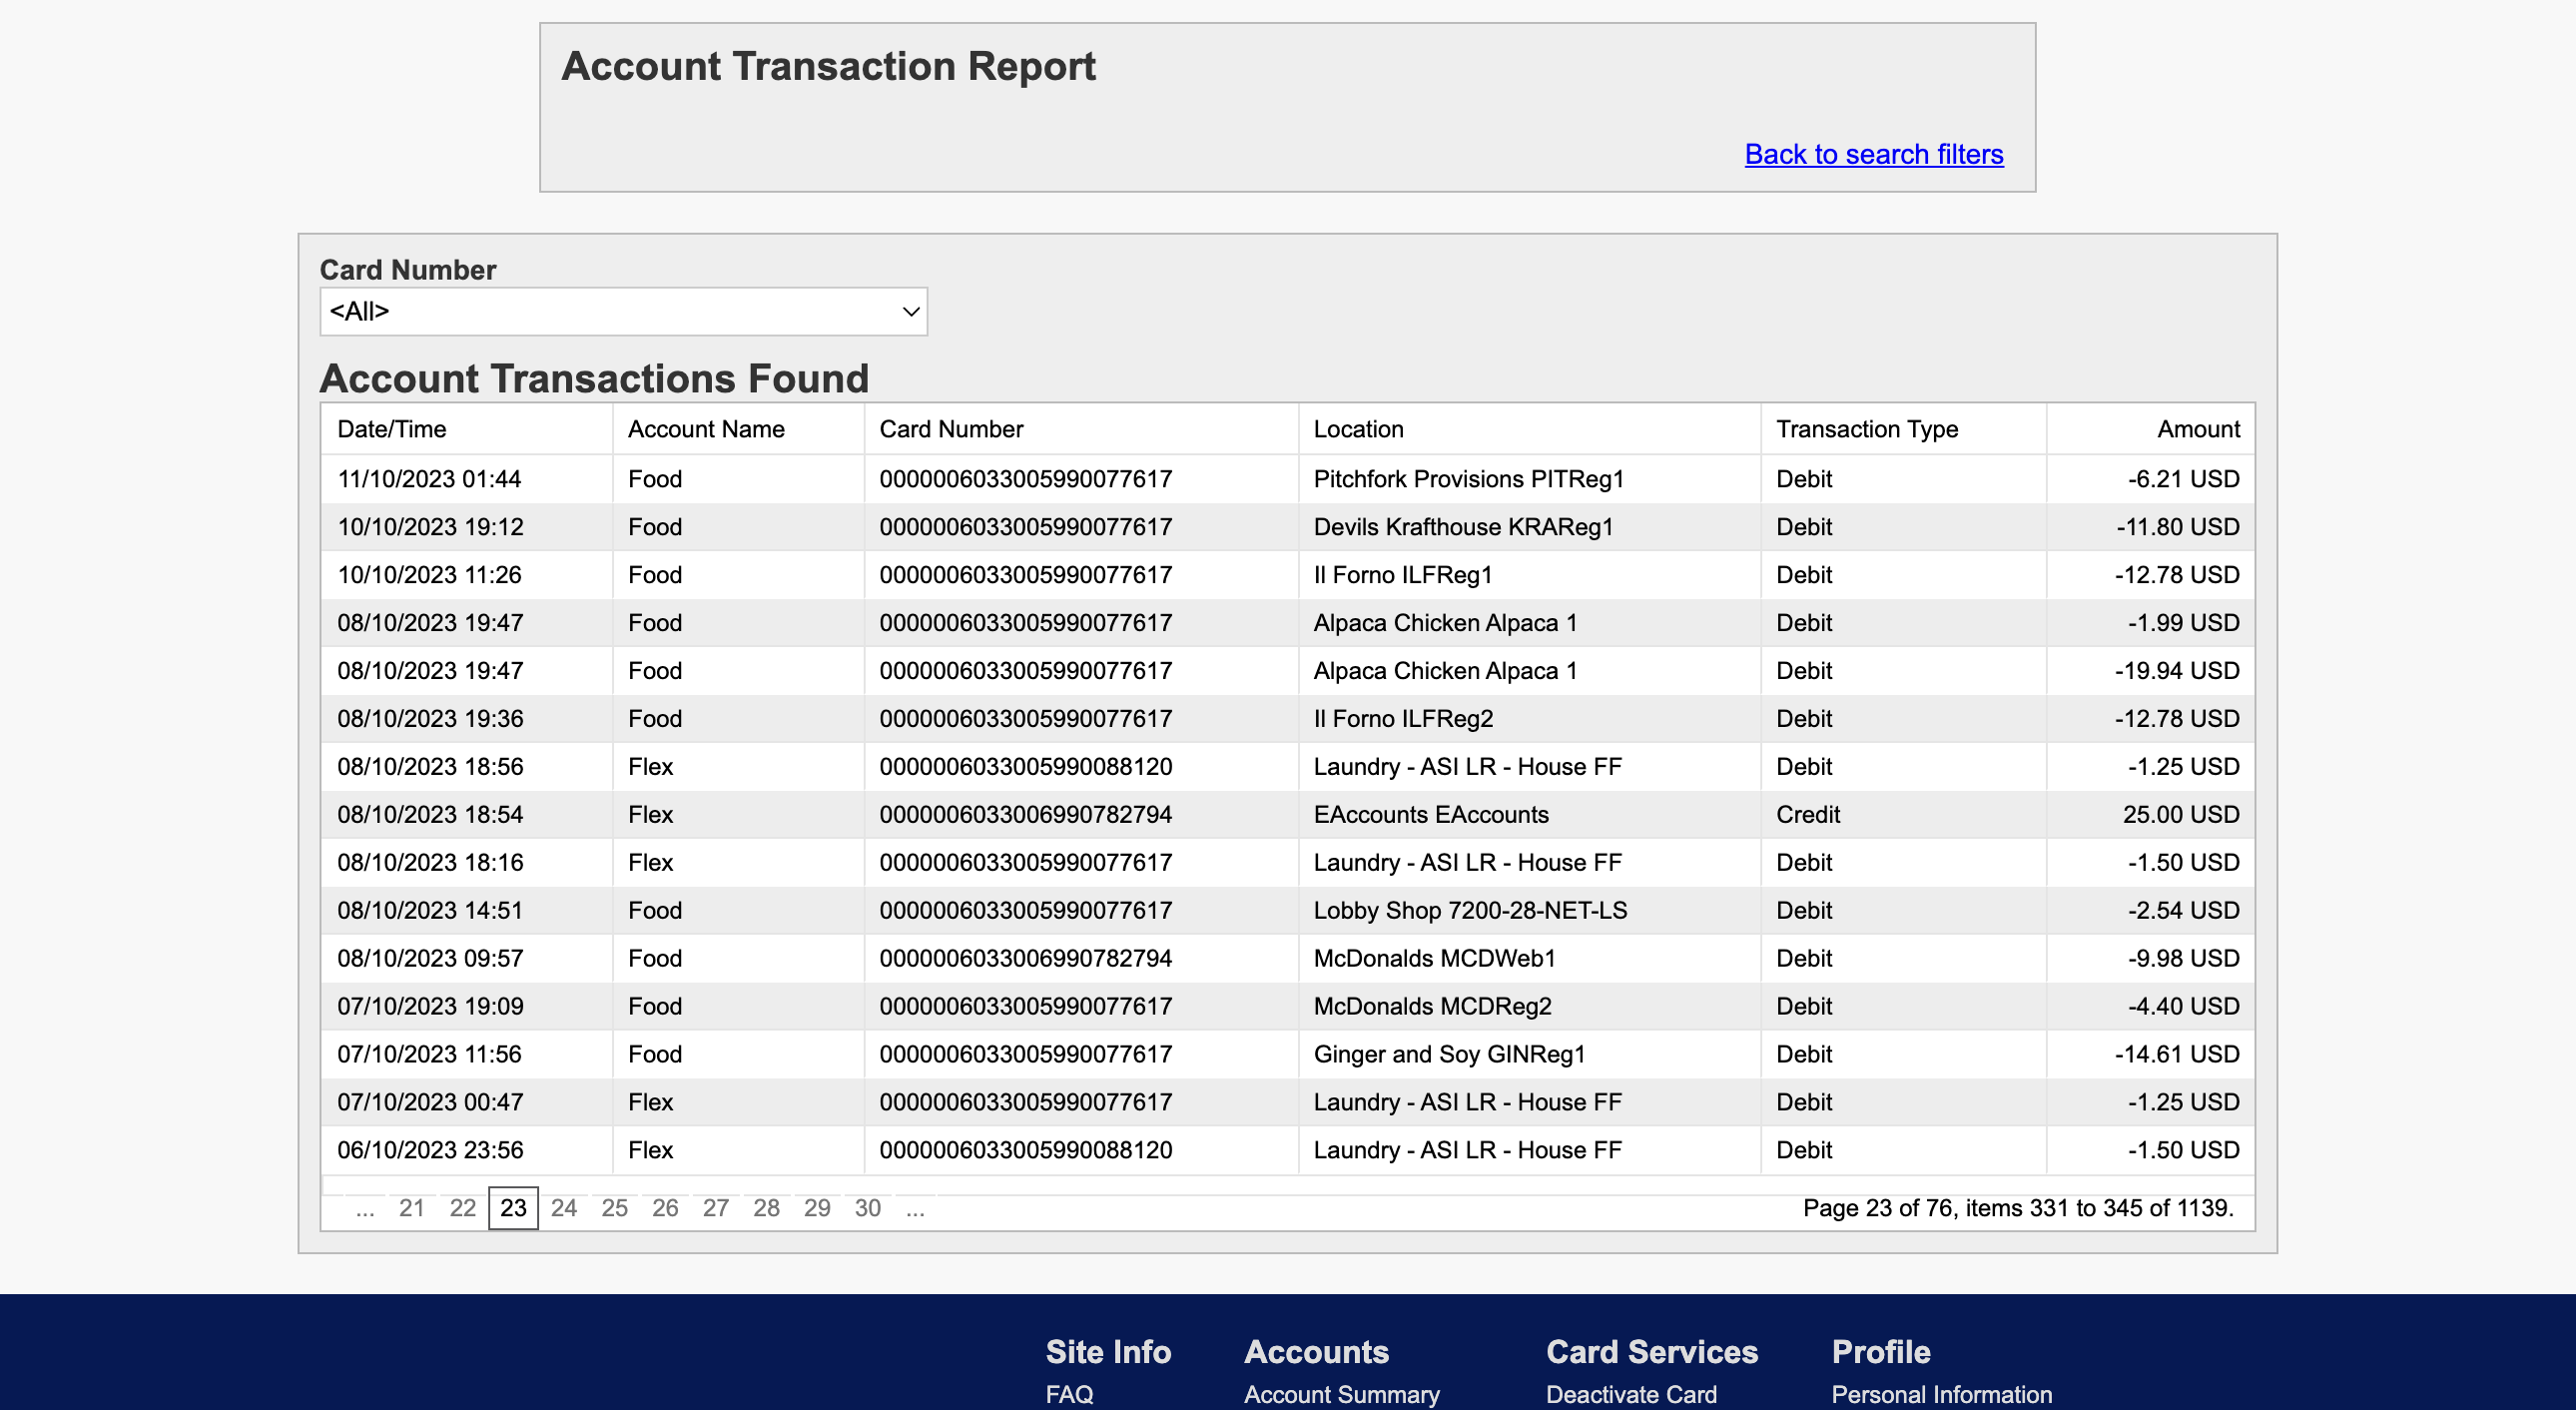 Account Transaction Report
Back to search filters
Card Number
<All>
Account Transactions Found
Date/Time Account Name Card Number Location Transaction Type Amount
11/10/2023 01:44 Food 0000006033005990077617 Pitchfork Provisions PITReg1 Debit -6.21 USD
10/10/2023 19:12 Food 0000006033005990077617 Devils Krafthouse KRAReg1 Debit -11.80 USD
10/10/2023 11:26 Food 0000006033005990077617 Il Forno ILFReg1 Debit -12.78 USD
08/10/2023 19:47 Food 0000006033005990077617 Alpaca Chicken Alpaca 1 Debit -1.99 USD
08/10/2023 19:47 Food 0000006033005990077617 Alpaca Chicken Alpaca 1 Debit -19.94 USD
08/10/2023 19:36 Food 0000006033005990077617 Il Forno ILFReg2 Debit -12.78 USD
08/10/2023 18:56 Flex 0000006033005990088120 Laundry - ASI LR - House FF Debit -1.25 USD
08/10/2023 18:54 Flex 0000006033006990782794 EAccounts EAccounts Credit 25.00 USD
08/10/2023 18:16 Flex 0000006033005990077617 Laundry - ASI LR - House FF Debit -1.50 USD
08/10/2023 14:51 Food 0000006033005990077617 Lobby Shop 7200-28-NET-LS Debit -2.54 USD
08/10/2023 09:57 Food 0000006033006990782794 McDonalds MCDWeb1 Debit -9.98 USD
07/10/2023 19:09 Food 0000006033005990077617 McDonalds MCDReg2 Debit -4.40 USD
07/10/2023 11:56 Food 0000006033005990077617 Ginger and Soy GINReg1 Debit -14.61 USD
07/10/2023 00:47 Flex 0000006033005990077617 Laundry - ASI LR - House FF Debit -1.25 USD
06/10/2023 23:56 Flex 0000006033005990088120 Laundry - ASI LR - House FF Debit -1.50 USD
... 21 22 23 24 25 26 27 28 29 30 ... Page 23 of 76, items 331 to 345 of 1139.
Site Info Accounts Card Services Profile
FAQ Account Summary Deactivate Card Personal Information